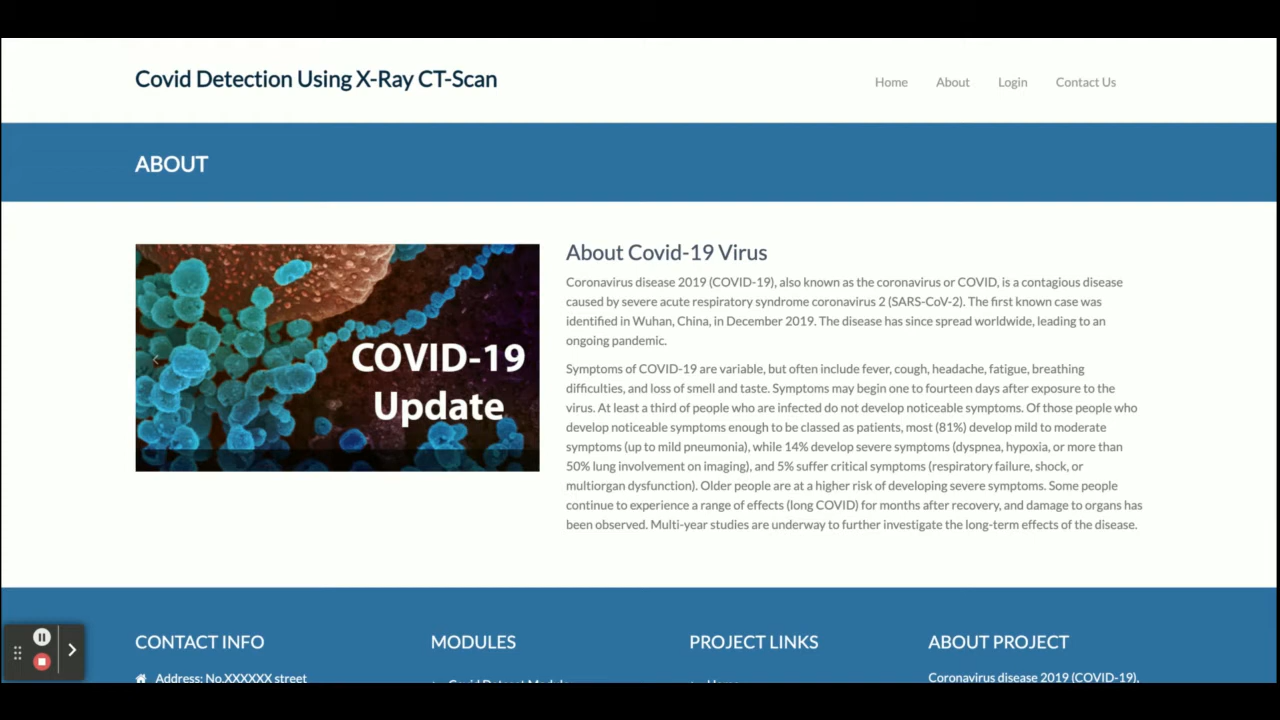 Covid Detection Using X-Ray CT-Scan
Home
About
Login
Contact Us
ABOUT
COVID-19
Update
About Covid-19 Virus
Coronavirus disease 2019 (COVID-19), also known as the coronavirus or COVID, is a contagious disease
caused by severe acute respiratory syndrome coronavirus 2 (SARS-CoV-2). The first known case was
identified in Wuhan, China, in December 2019. The disease has since spread worldwide, leading to an
ongoing pandemic.
Symptoms of COVID-19 are variable, but often include fever, cough, headache, fatigue, breathing
difficulties, and loss of smell and taste. Symptoms may begin one to fourteen days after exposure to the
virus. At least a third of people who are infected do not develop noticeable symptoms. Of those people who
develop noticeable symptoms enough to be classed as patients, most (81%) develop mild to moderate
symptoms (up to mild pneumonia), while 14% develop severe symptoms (dyspnea, hypoxia, or more than
50% lung involvement on imaging), and 5% suffer critical symptoms (respiratory failure, shock, or
multiorgan dysfunction). Older people are at a higher risk of developing severe symptoms. Some people
continue to experience a range of effects (long COVID) for months after recovery, and damage to organs has
been observed. Multi-year studies are underway to further investigate the long-term effects of the disease.
CONTACT INFO
Address: No.XXXXXX street
MODULES
PROJECT LINKS
ABOUT PROJECT
Coronavirus disease 2019 (COVID-19),